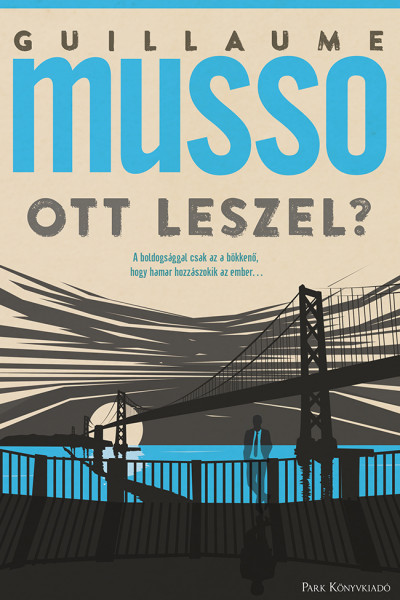 GUILLAUME
musso
OTT LESZEL?
A boldogsággal csak az a bökkenő,
hogy hamar hozzászokik az ember...
PARK KÖNYVKIADÓ